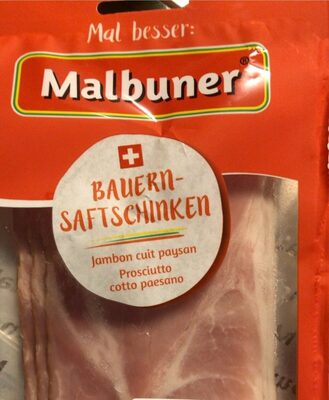 Mal besser:
Malbuner®
BAUERN-
SAFTSCHINKEN
Jambon cuit paysan
Prosciutto
cotto paesano